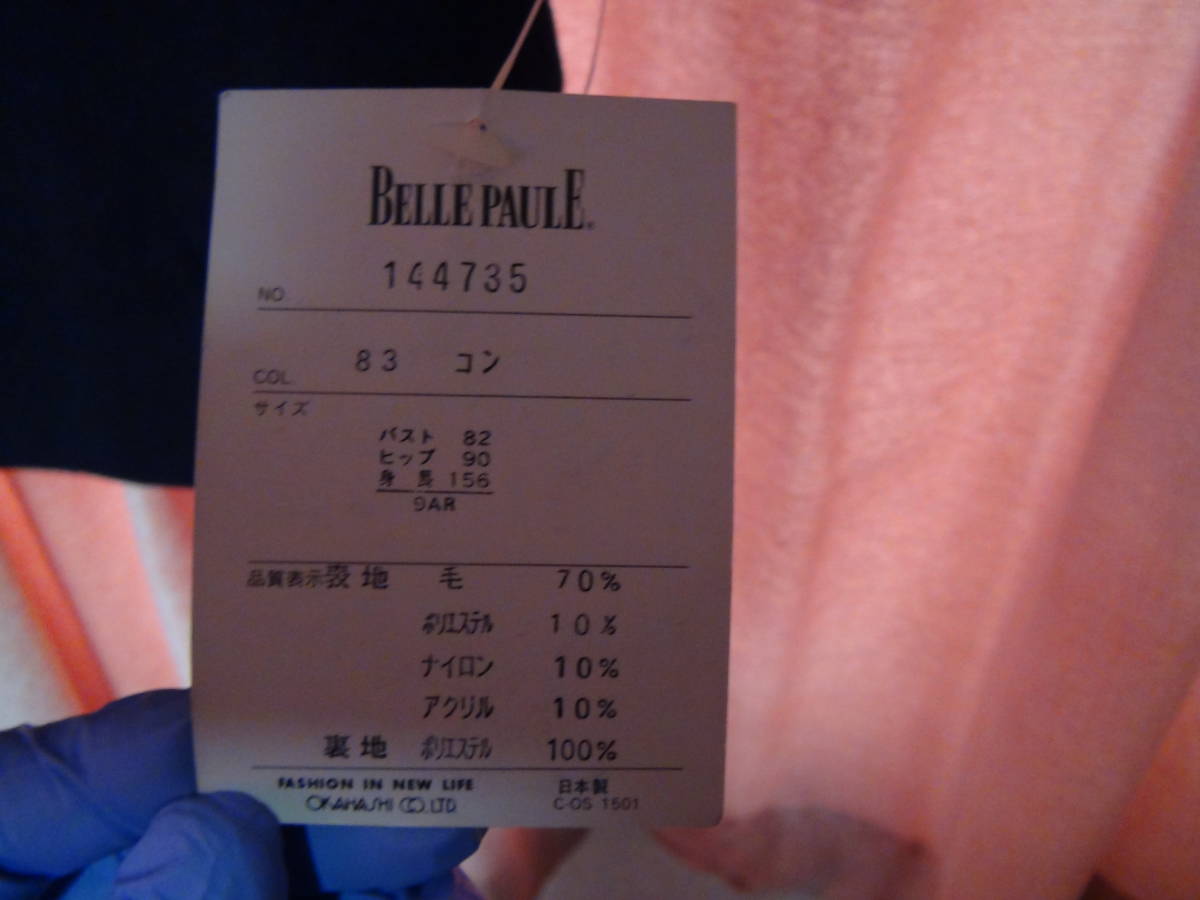 BELLE PAULE®
NO. 144735
COL. 83 コン
サイズ
バスト 82
ヒップ 90
身長 156
9AR
品質表示 表地 毛 70%
ポリエステル 10%
ナイロン 10%
アクリル 10%
裏地 ポリエステル 100%
FASHION IN NEW LIFE 日本製
OKAHASHI CO.LTD. C-OS 1501